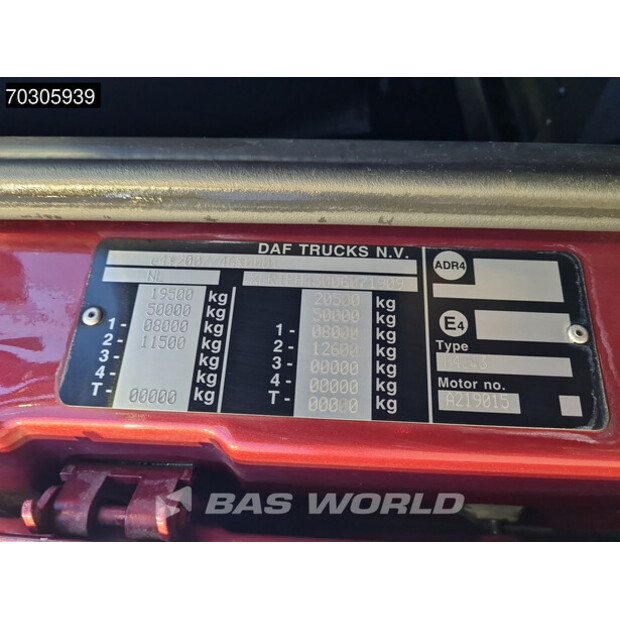 70305939
DAF TRUCKS N.V.
NL
19500 kg
50000 kg
1- 08000 kg
2- 11500 kg
3- kg
4- kg
T- 00000 kg
20500 kg
50000 kg
1- 08000 kg
2- 12600 kg
3- 00000 kg
4- 00000 kg
T- 00000 kg
ADR4
E4
Type
Motor no.
A219015
BAS WORLD